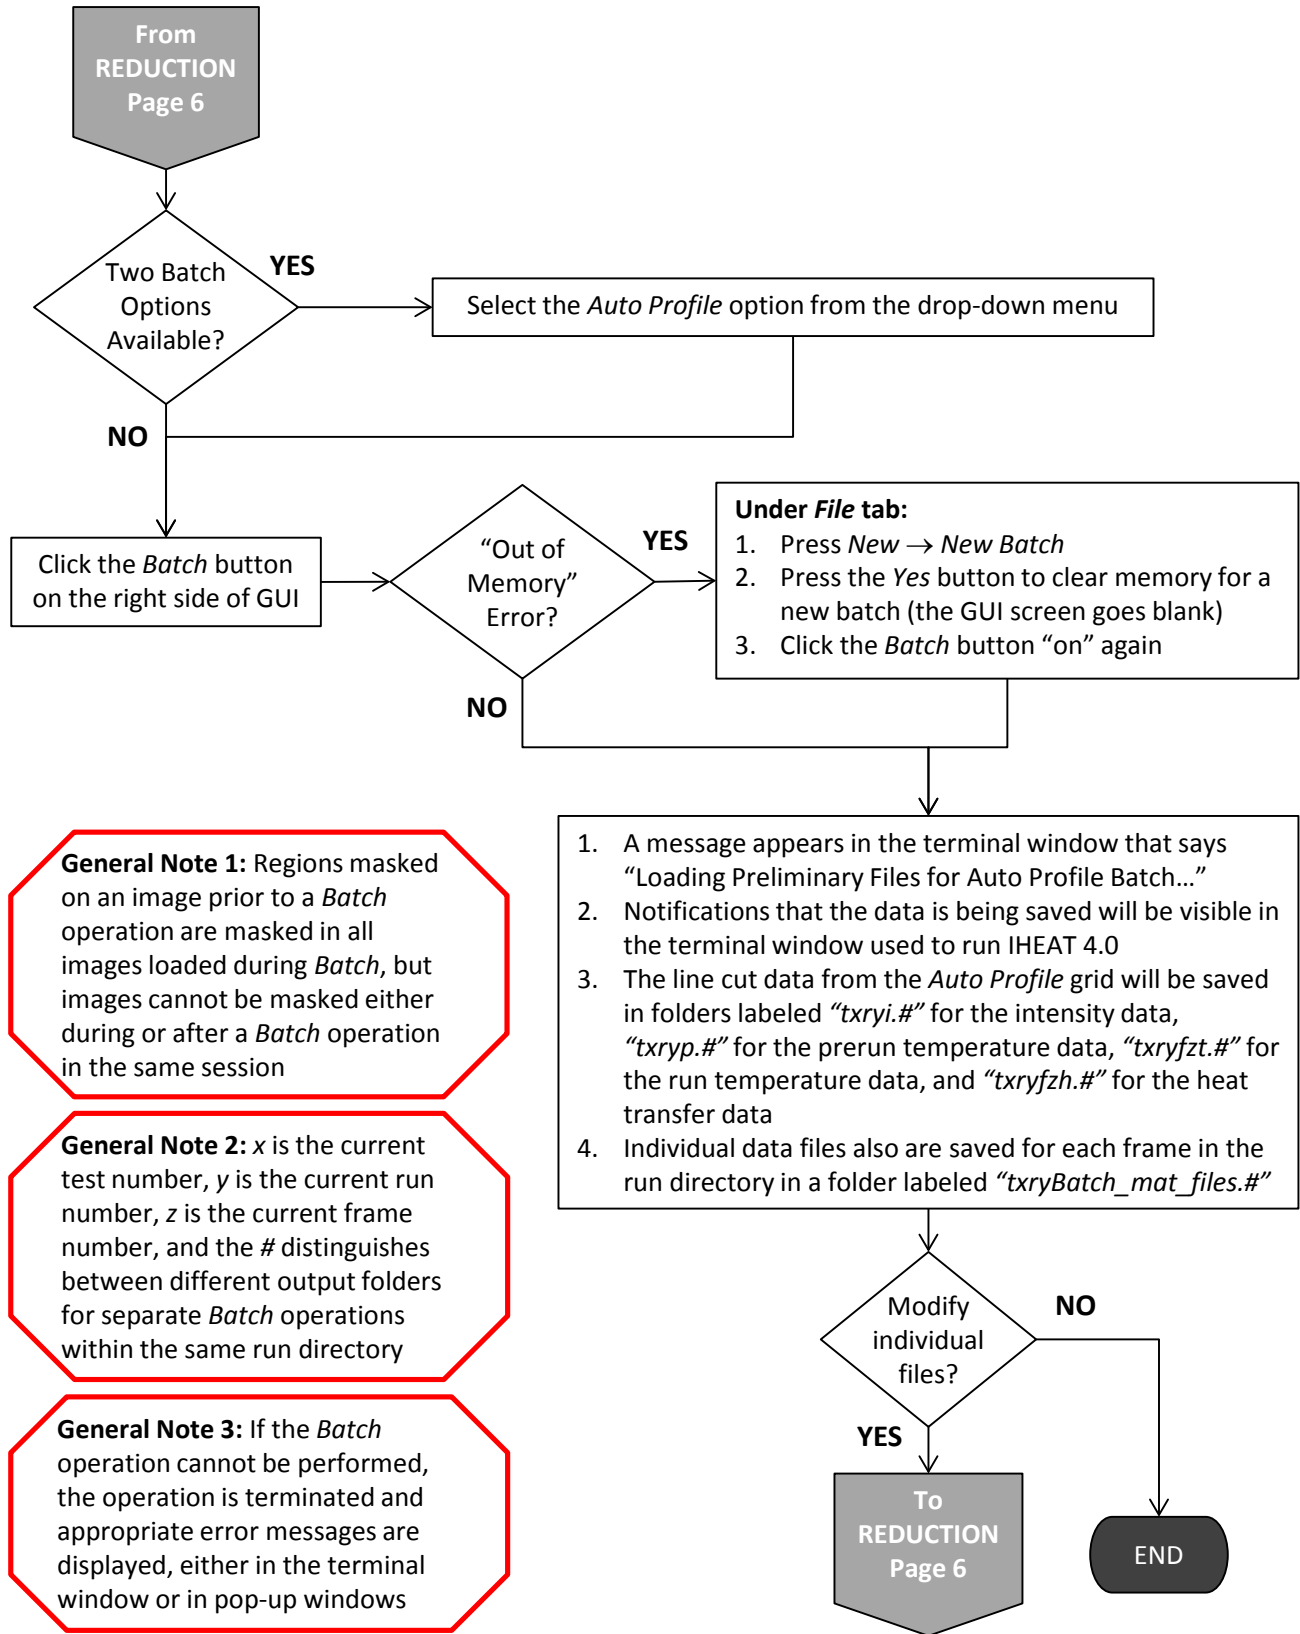 From
REDUCTION
Page 6
Two Batch
Options
Available?
YES
Select the Auto Profile option from the drop-down menu
NO
Click the Batch button
on the right side of GUI
“Out of
Memory”
Error?
YES
Under File tab:
1. Press New → New Batch
2. Press the Yes button to clear memory for a
new batch (the GUI screen goes blank)
3. Click the Batch button “on” again
NO
1. A message appears in the terminal window that says
“Loading Preliminary Files for Auto Profile Batch…”
2. Notifications that the data is being saved will be visible in
the terminal window used to run IHEAT 4.0
3. The line cut data from the Auto Profile grid will be saved
in folders labeled “txryi.#” for the intensity data,
“txryp.#” for the prerun temperature data, “txryfzt.#” for
the run temperature data, and “txryfzh.#” for the heat
transfer data
4. Individual data files also are saved for each frame in the
run directory in a folder labeled “txryBatch_mat_files.#”
General Note 1: Regions masked
on an image prior to a Batch
operation are masked in all
images loaded during Batch, but
images cannot be masked either
during or after a Batch operation
in the same session
General Note 2: x is the current
test number, y is the current run
number, z is the current frame
number, and the # distinguishes
between different output folders
for separate Batch operations
within the same run directory
General Note 3: If the Batch
operation cannot be performed,
the operation is terminated and
appropriate error messages are
displayed, either in the terminal
window or in pop-up windows
Modify
individual
files?
NO
YES
To
REDUCTION
Page 6
END